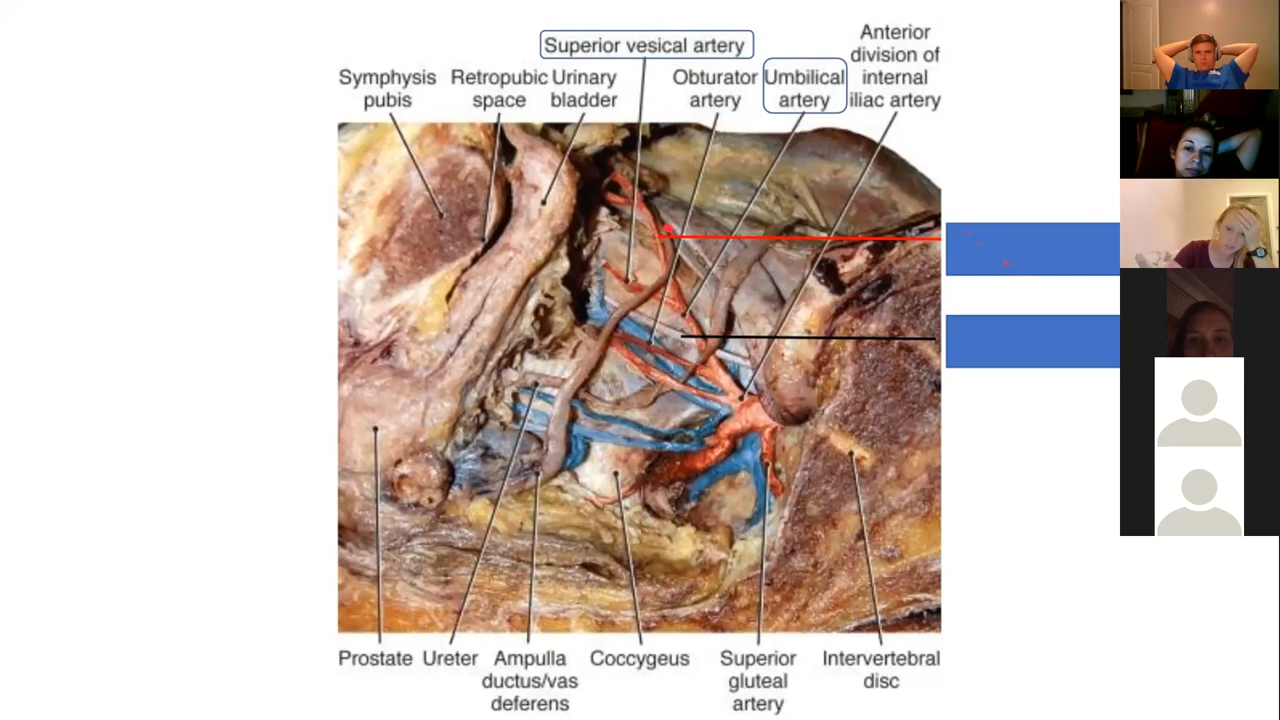 Superior vesical artery
Anterior
division of
internal
iliac artery
Symphysis
pubis
Retropubic
space
Urinary
bladder
Obturator
artery
Umbilical
artery
Prostate
Ureter
Ampulla
ductus/vas
deferens
Coccygeus
Superior
gluteal
artery
Intervertebral
disc